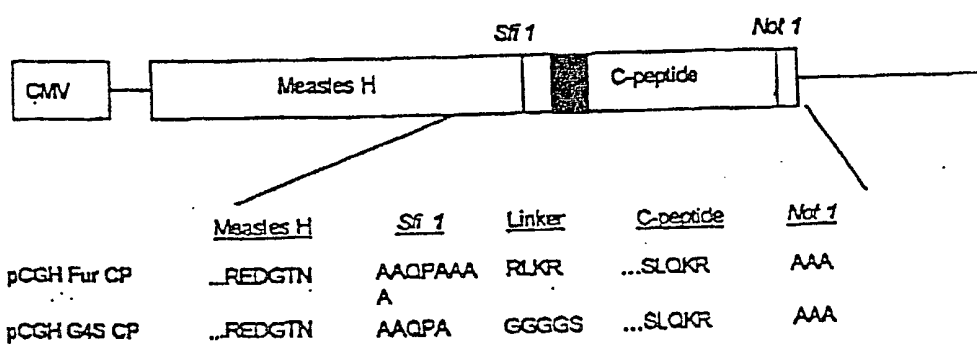 Sfi 1 Not 1
CMV Measles H C-peptide
Measles H Sfi 1 Linker C-peptide Not 1
pCGH Fur CP ...REDGTN AAQPAAA RLKR ...SLQKR AAA
A
pCGH G4S CP ...REDGTN AAQPA GGGGS ...SLQKR AAA